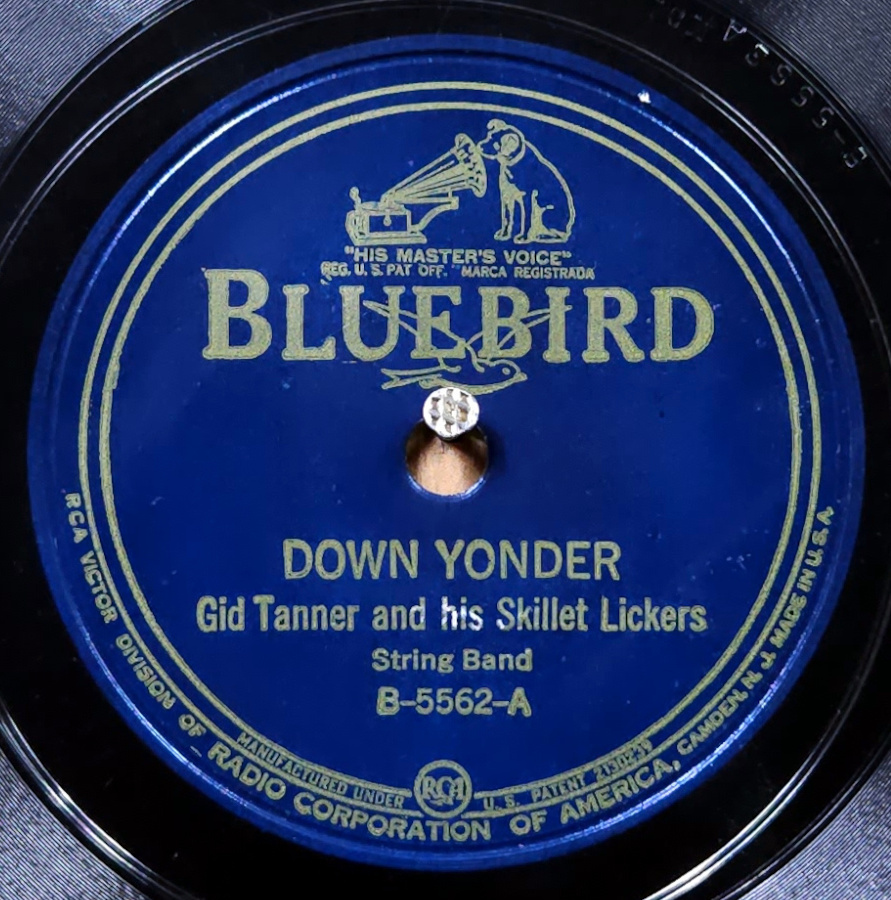 "HIS MASTER'S VOICE"
REG. U. S. PAT. OFF. MARCA REGISTRADA
BLUEBIRD
DOWN YONDER
Gid Tanner and his Skillet Lickers
String Band
B-5562-A
MANUFACTURED UNDER RCA U. S. PATENT
RCA VICTOR DIVISION OF RADIO CORPORATION OF AMERICA, CAMDEN, N. J. MADE IN U. S. A.